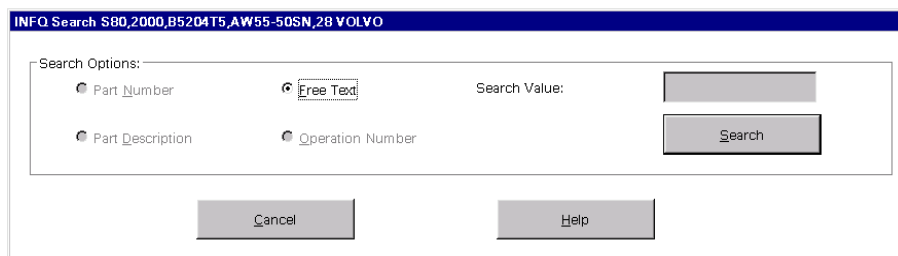 INFQ Search S80,2000,B5204T5,AW55-50SN,28 VOLVO
Search Options:
Part Number Free Text Search Value:
Part Description Operation Number Search
Cancel Help